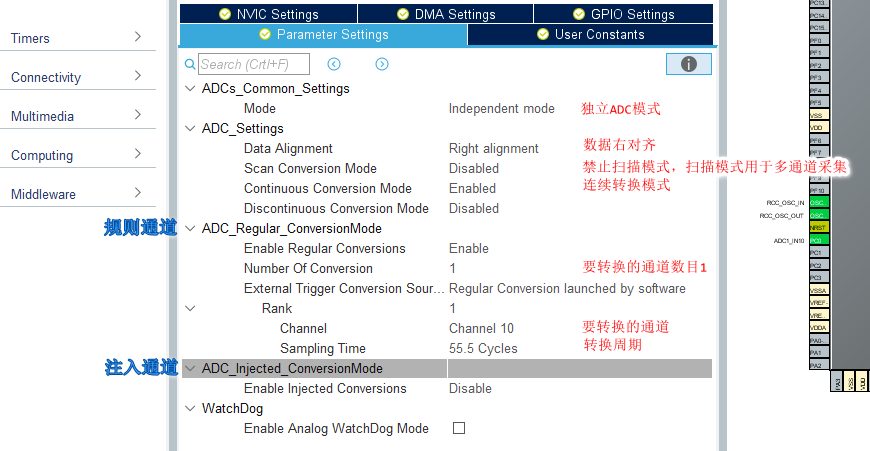 NVIC Settings DMA Settings GPIO Settings
Parameter Settings User Constants
Timers
Connectivity
Multimedia
Computing
Middleware
Search (Crtl+F)
ADCs_Common_Settings
Mode Independent mode 独立ADC模式
ADC_Settings
Data Alignment Right alignment 数据右对齐
Scan Conversion Mode Disabled 禁止扫描模式，扫描模式用于多通道采集
Continuous Conversion Mode Enabled 连续转换模式
Discontinuous Conversion Mode Disabled
规则通道 ADC_Regular_ConversionMode
Enable Regular Conversions Enable
Number Of Conversion 1 要转换的通道数目1
External Trigger Conversion Sour... Regular Conversion launched by software
Rank 1
Channel Channel 10 要转换的通道
Sampling Time 55.5 Cycles 转换周期
注入通道 ADC_Injected_ConversionMode
Enable Injected Conversions Disable
WatchDog
Enable Analog WatchDog Mode
PC13.
PC14.
PC15.
PF0
PF1
PF2
PF3
PF4
PF5
VSS
VDD
PF6
PF7
PF10
RCC_OSC_IN OSC_
RCC_OSC_OUT OSC_
NRST
ADC1_IN10 PC0
PC1
PC2
PC3
VSSA
VREF-
VRE..
VDDA
PA0-.
PA1
PA2
PA3
VSS
VDD